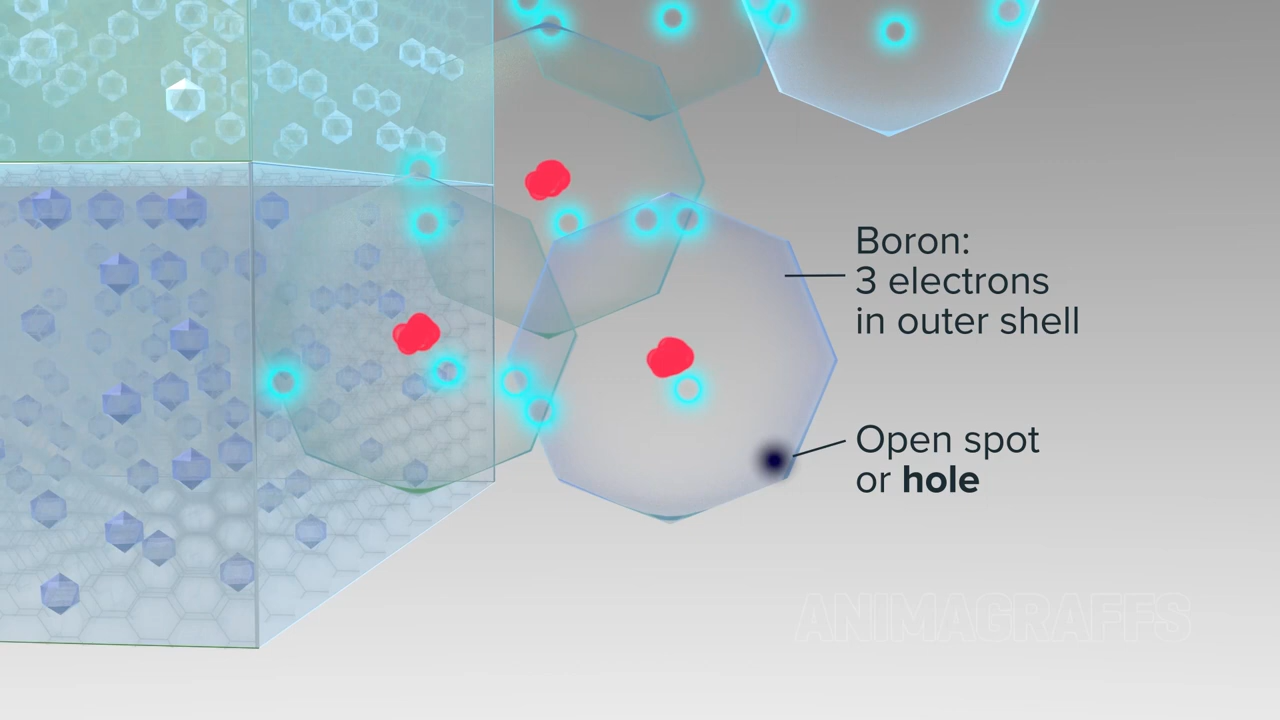 Boron:
3 electrons
in outer shell
Open spot
or hole
ANIMAGRAFFS